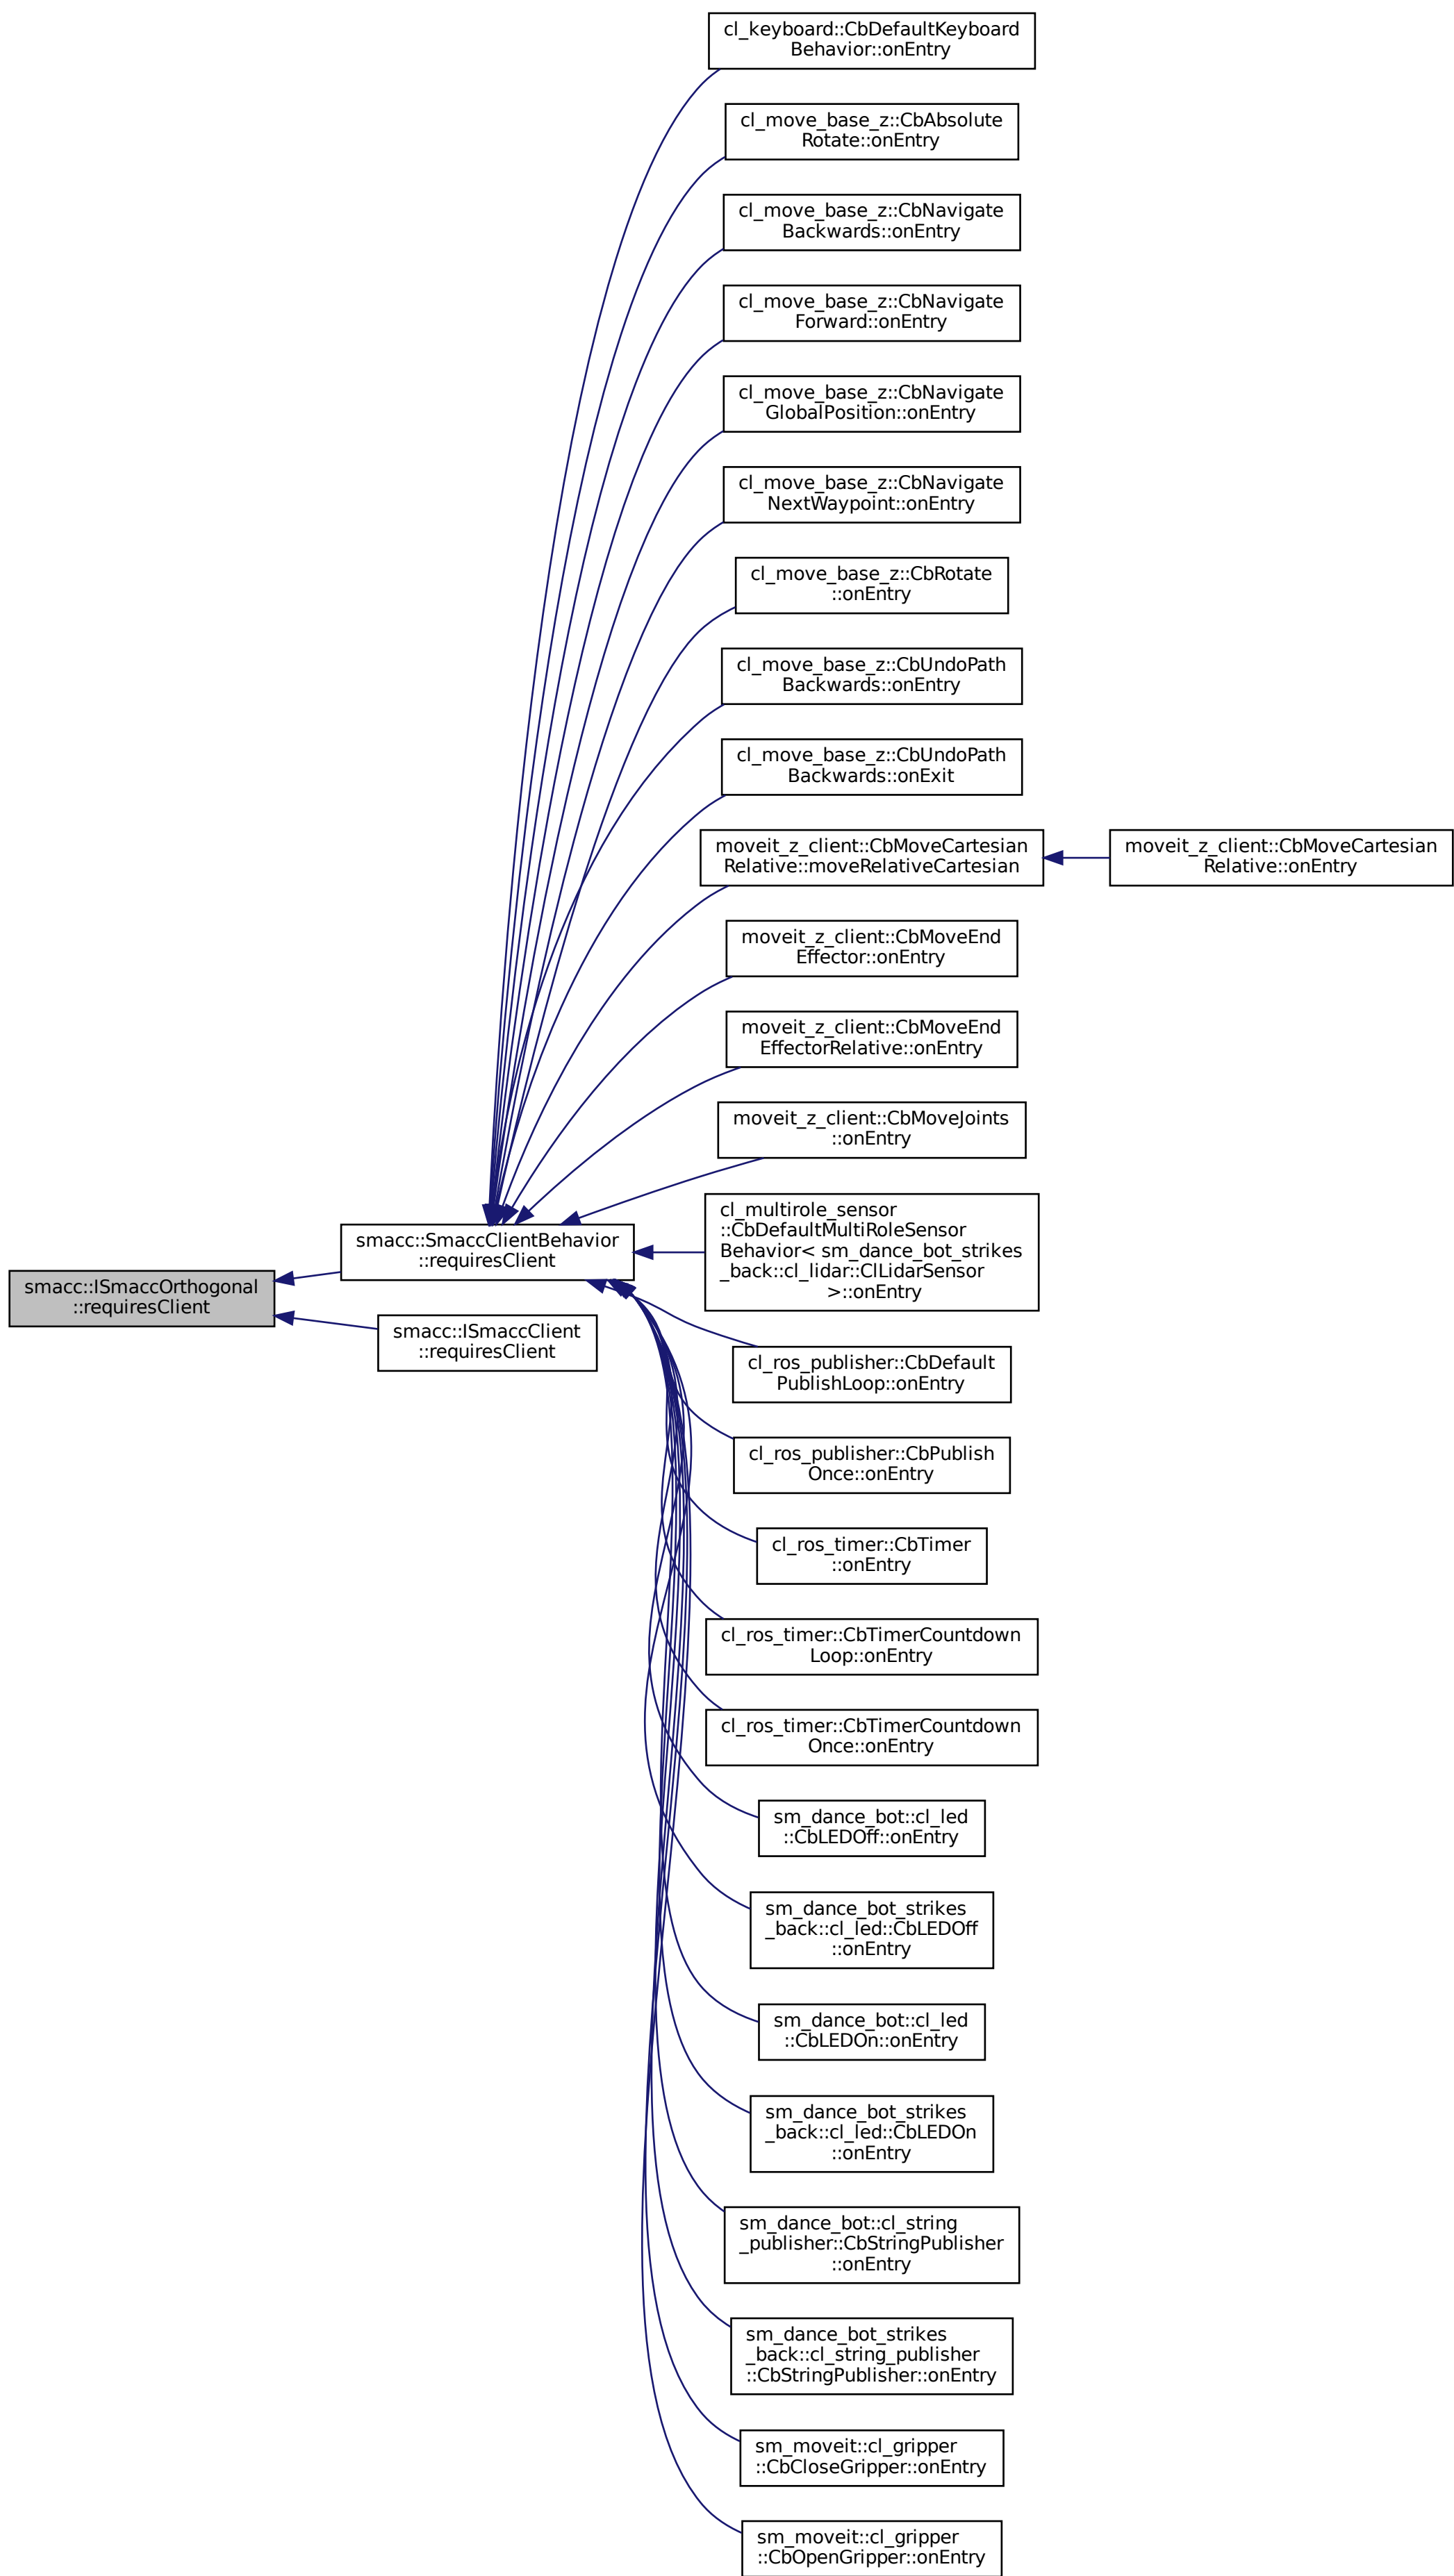 cl_keyboard::CbDefaultKeyboard
Behavior::onEntry
cl_move_base_z::CbAbsolute
Rotate::onEntry
cl_move_base_z::CbNavigate
Backwards::onEntry
cl_move_base_z::CbNavigate
Forward::onEntry
cl_move_base_z::CbNavigate
GlobalPosition::onEntry
cl_move_base_z::CbNavigate
NextWaypoint::onEntry
cl_move_base_z::CbRotate
::onEntry
cl_move_base_z::CbUndoPath
Backwards::onEntry
cl_move_base_z::CbUndoPath
Backwards::onExit
moveit_z_client::CbMoveCartesian
Relative::moveRelativeCartesian
moveit_z_client::CbMoveCartesian
Relative::onEntry
moveit_z_client::CbMoveEnd
Effector::onEntry
moveit_z_client::CbMoveEnd
EffectorRelative::onEntry
moveit_z_client::CbMoveJoints
::onEntry
cl_multirole_sensor
::CbDefaultMultiRoleSensor
Behavior< sm_dance_bot_strikes
_back::cl_lidar::ClLidarSensor
>::onEntry
smacc::SmaccClientBehavior
::requiresClient
smacc::ISmaccOrthogonal
::requiresClient
smacc::ISmaccClient
::requiresClient
cl_ros_publisher::CbDefault
PublishLoop::onEntry
cl_ros_publisher::CbPublish
Once::onEntry
cl_ros_timer::CbTimer
::onEntry
cl_ros_timer::CbTimerCountdown
Loop::onEntry
cl_ros_timer::CbTimerCountdown
Once::onEntry
sm_dance_bot::cl_led
::CbLEDOff::onEntry
sm_dance_bot_strikes
_back::cl_led::CbLEDOff
::onEntry
sm_dance_bot::cl_led
::CbLEDOn::onEntry
sm_dance_bot_strikes
_back::cl_led::CbLEDOn
::onEntry
sm_dance_bot::cl_string
_publisher::CbStringPublisher
::onEntry
sm_dance_bot_strikes
_back::cl_string_publisher
::CbStringPublisher::onEntry
sm_moveit::cl_gripper
::CbCloseGripper::onEntry
sm_moveit::cl_gripper
::CbOpenGripper::onEntry